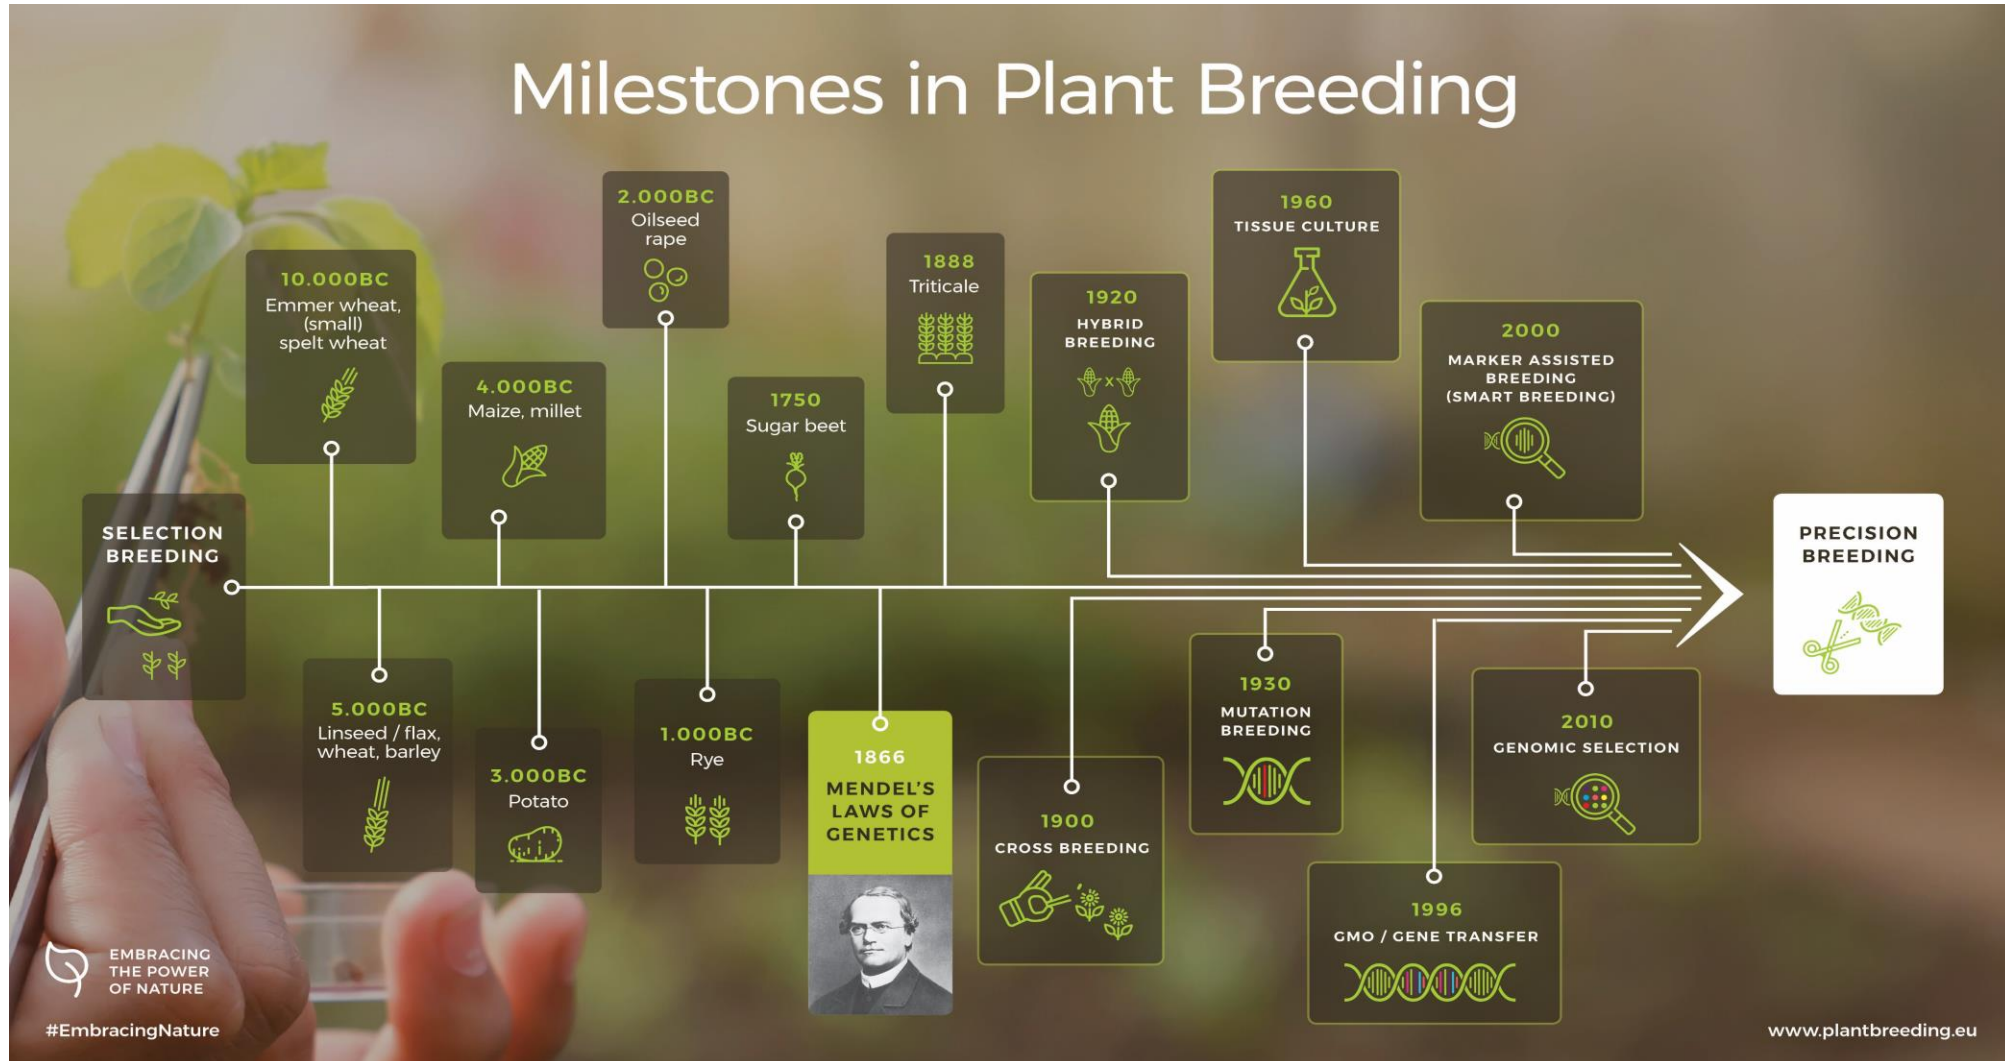 Milestones in Plant Breeding
SELECTION
BREEDING
10.000BC
Emmer wheat,
(small)
spelt wheat
5.000BC
Linseed / flax,
wheat, barley
4.000BC
Maize, millet
3.000BC
Potato
2.000BC
Oilseed
rape
1.000BC
Rye
1750
Sugar beet
1866
MENDEL'S
LAWS OF
GENETICS
1888
Triticale
1900
CROSS BREEDING
1920
HYBRID
BREEDING
x
1930
MUTATION
BREEDING
1960
TISSUE CULTURE
1996
GMO / GENE TRANSFER
2000
MARKER ASSISTED
BREEDING
(SMART BREEDING)
2010
GENOMIC SELECTION
PRECISION
BREEDING
EMBRACING
THE POWER
OF NATURE
#EmbracingNature
www.plantbreeding.eu